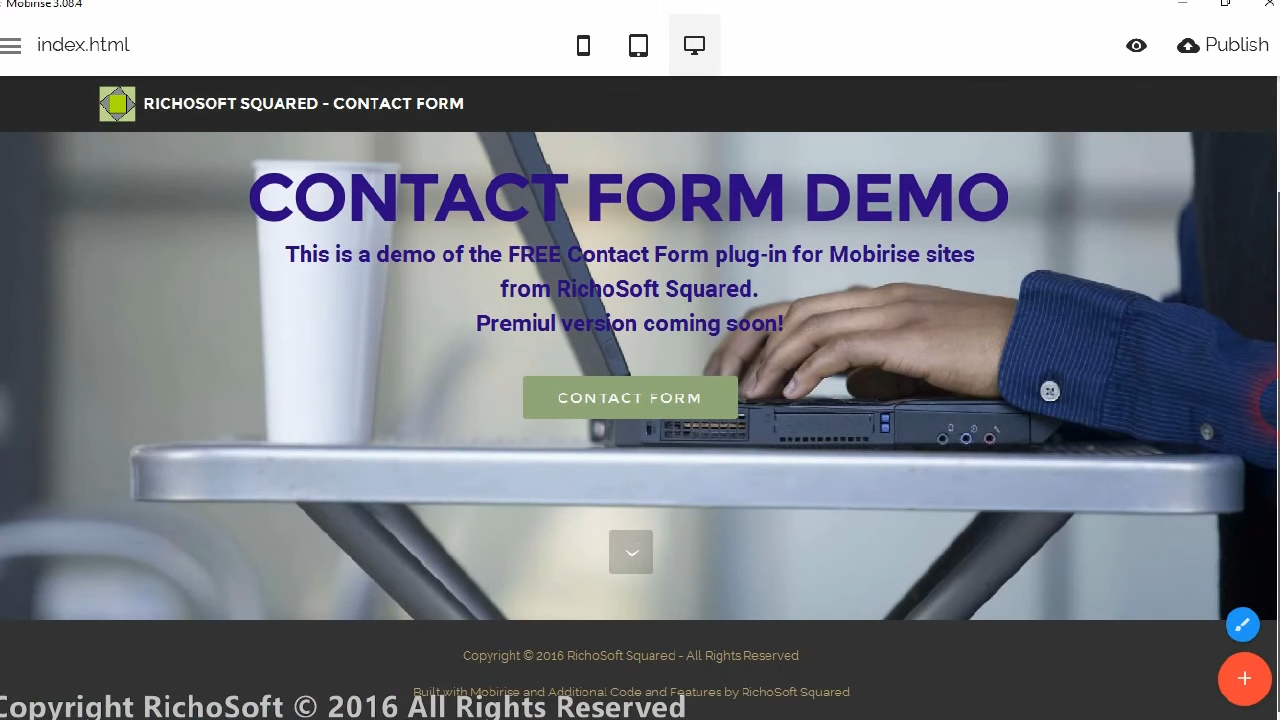 Mobirise 3.08.4
index.html
Publish
RICHOSOFT SQUARED - CONTACT FORM
CONTACT FORM DEMO
This is a demo of the FREE Contact Form plug-in for Mobirise sites
from RichoSoft Squared.
Premiul version coming soon!
CONTACT FORM
Copyright © 2016 RichoSoft Squared - All Rights Reserved
Built with Mobirise and Additional Code and Features by RichoSoft Squared
Copyright RichoSoft © 2016 All Rights Reserved